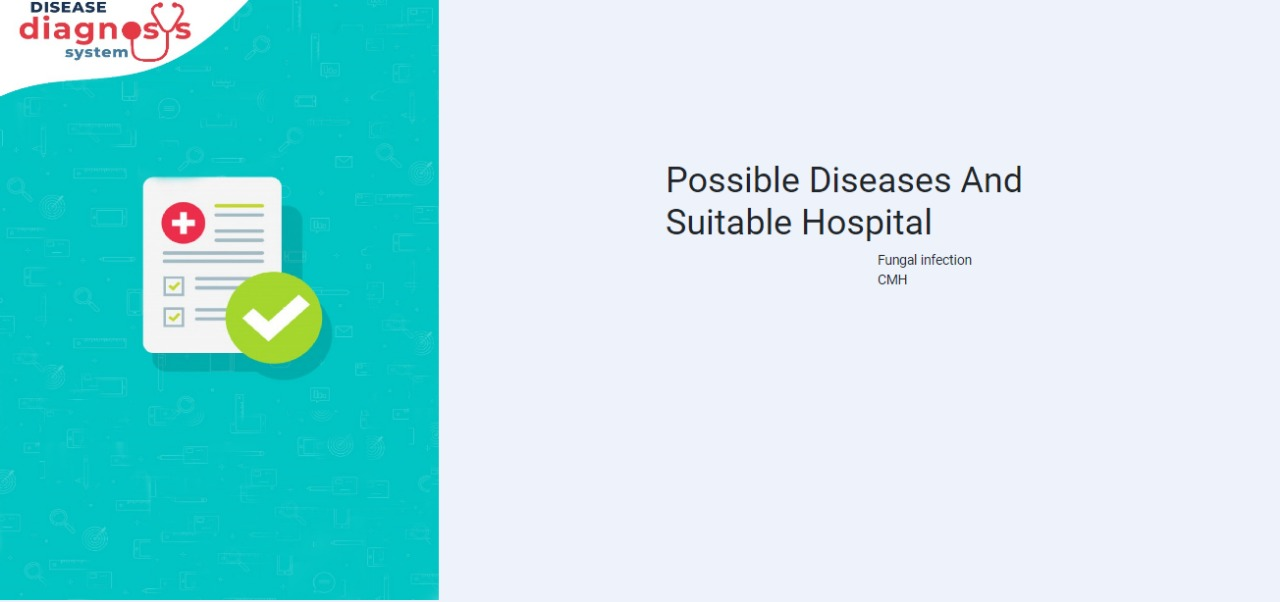 DISEASE
diagnosys
system
Possible Diseases And
Suitable Hospital
Fungal infection
CMH